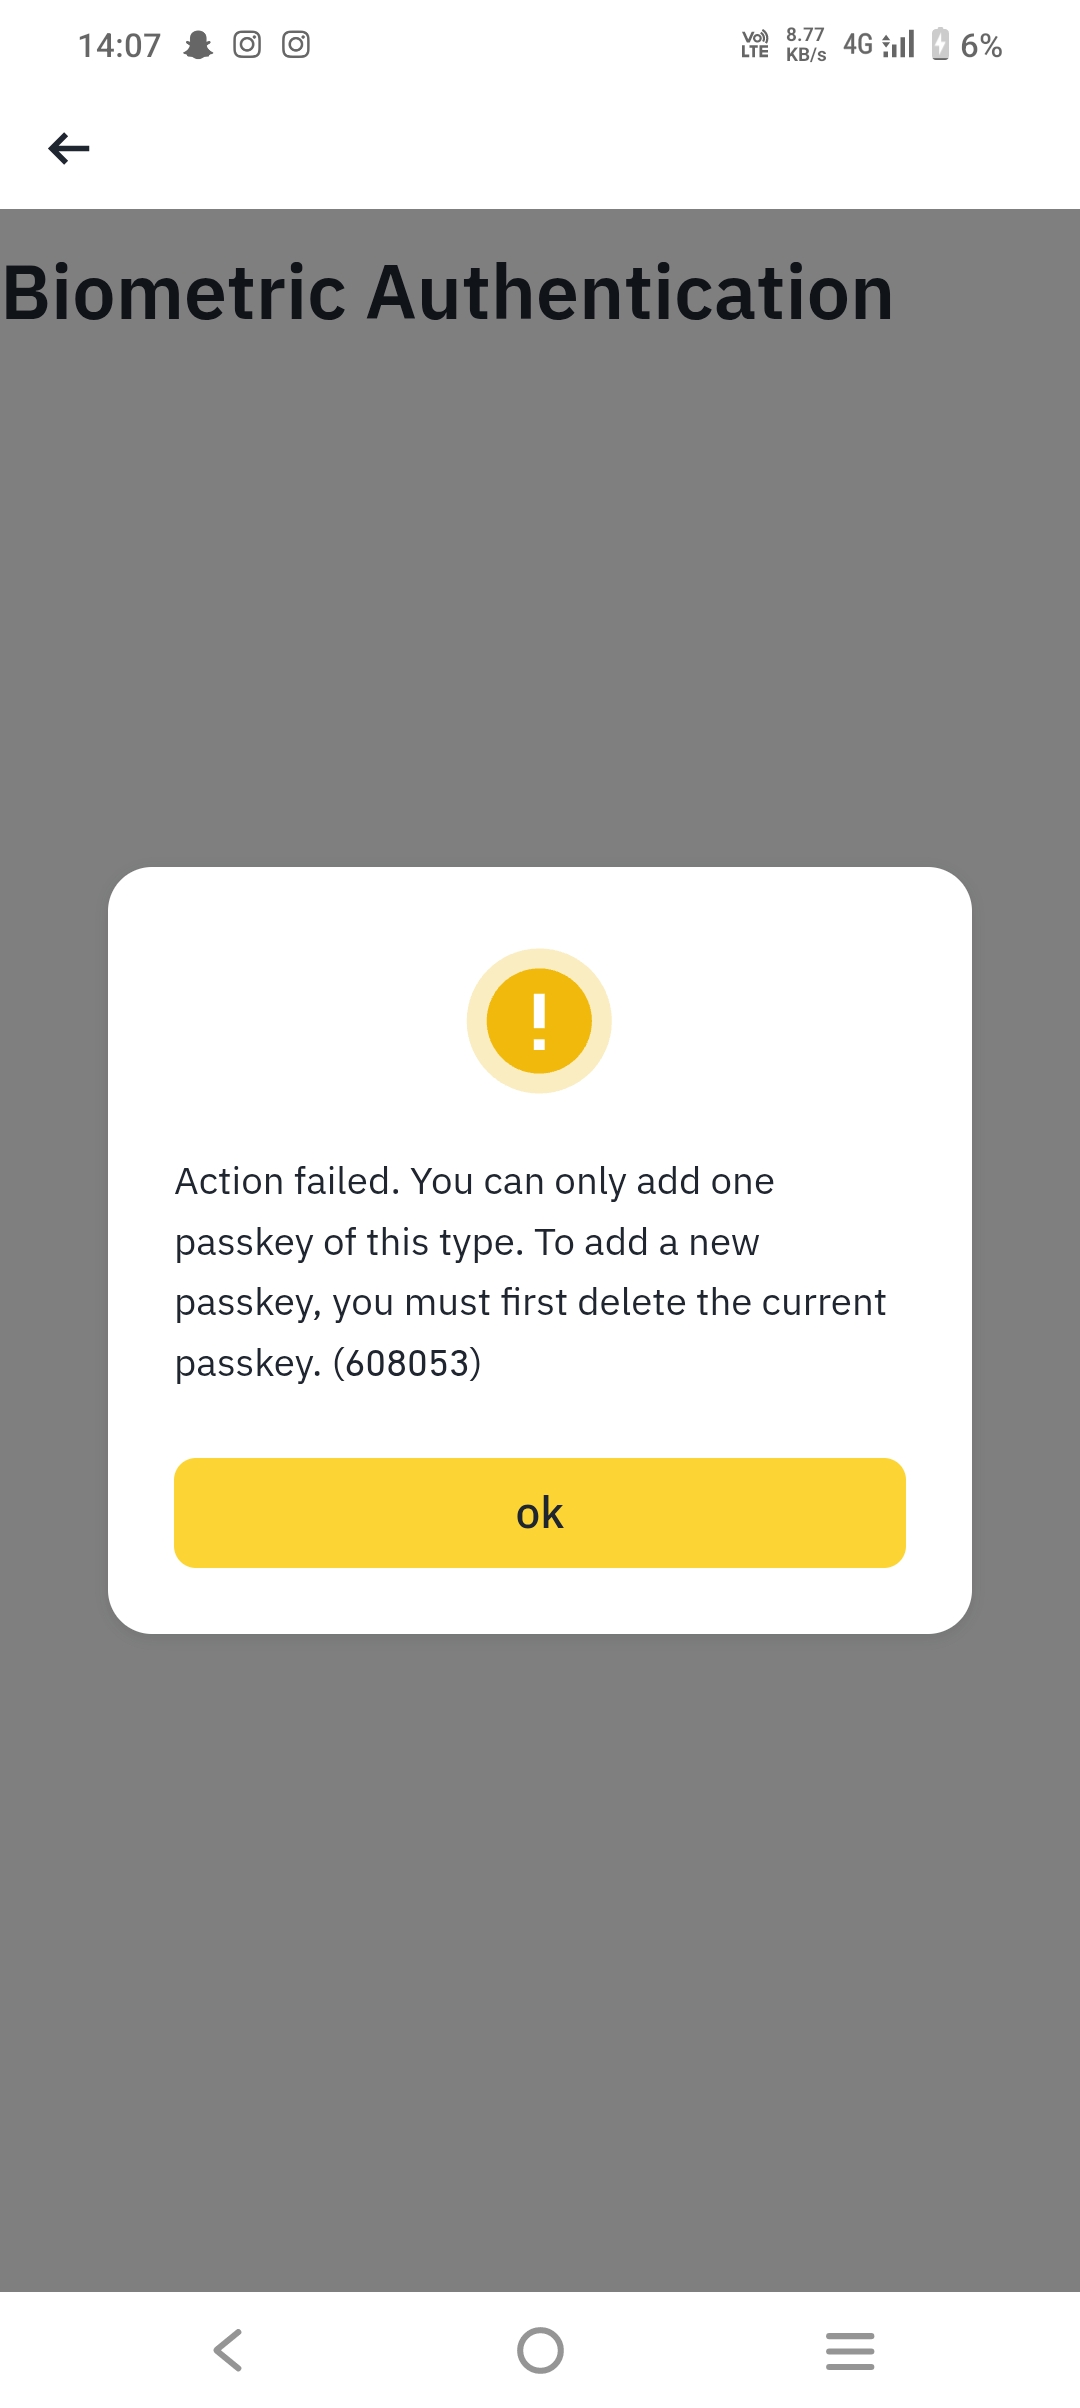 14:07
Vo LTE 8.77 KB/s 4G 6%
Biometric Authentication
Action failed. You can only add one
passkey of this type. To add a new
passkey, you must first delete the current
passkey. (608053)
ok